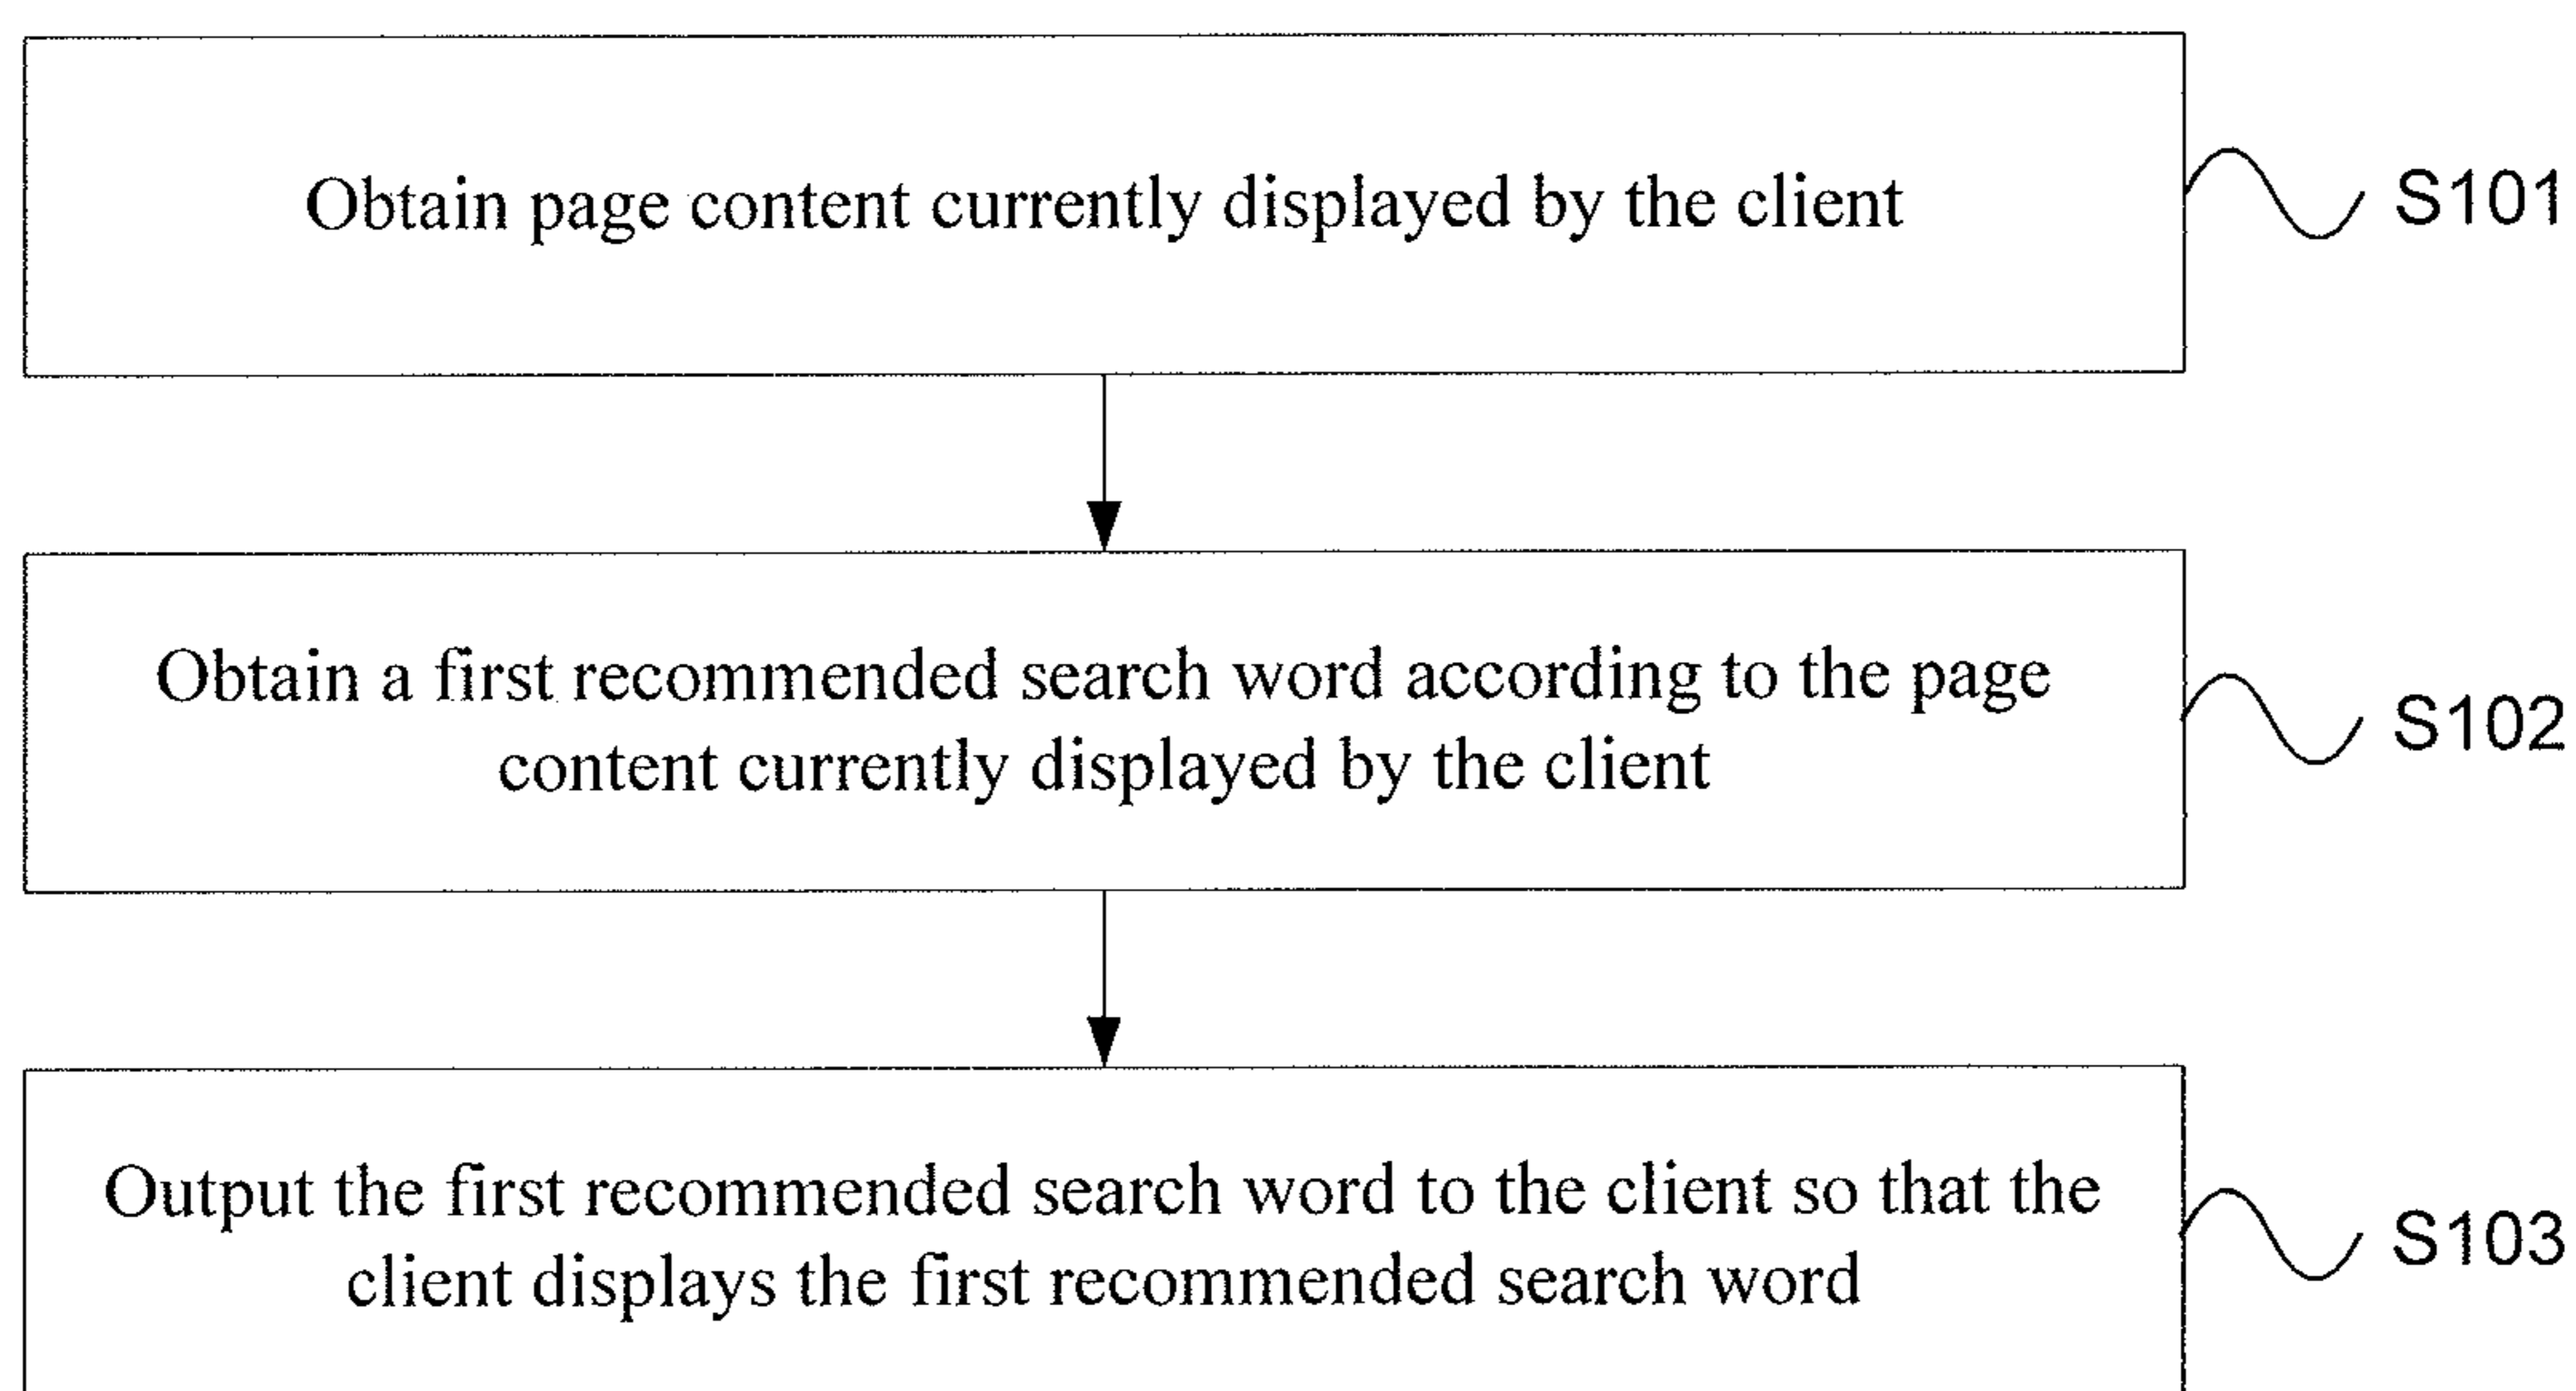 Obtain page content currently displayed by the client
S101
Obtain a first recommended search word according to the page
content currently displayed by the client
S102
Output the first recommended search word to the client so that the
client displays the first recommended search word
S103